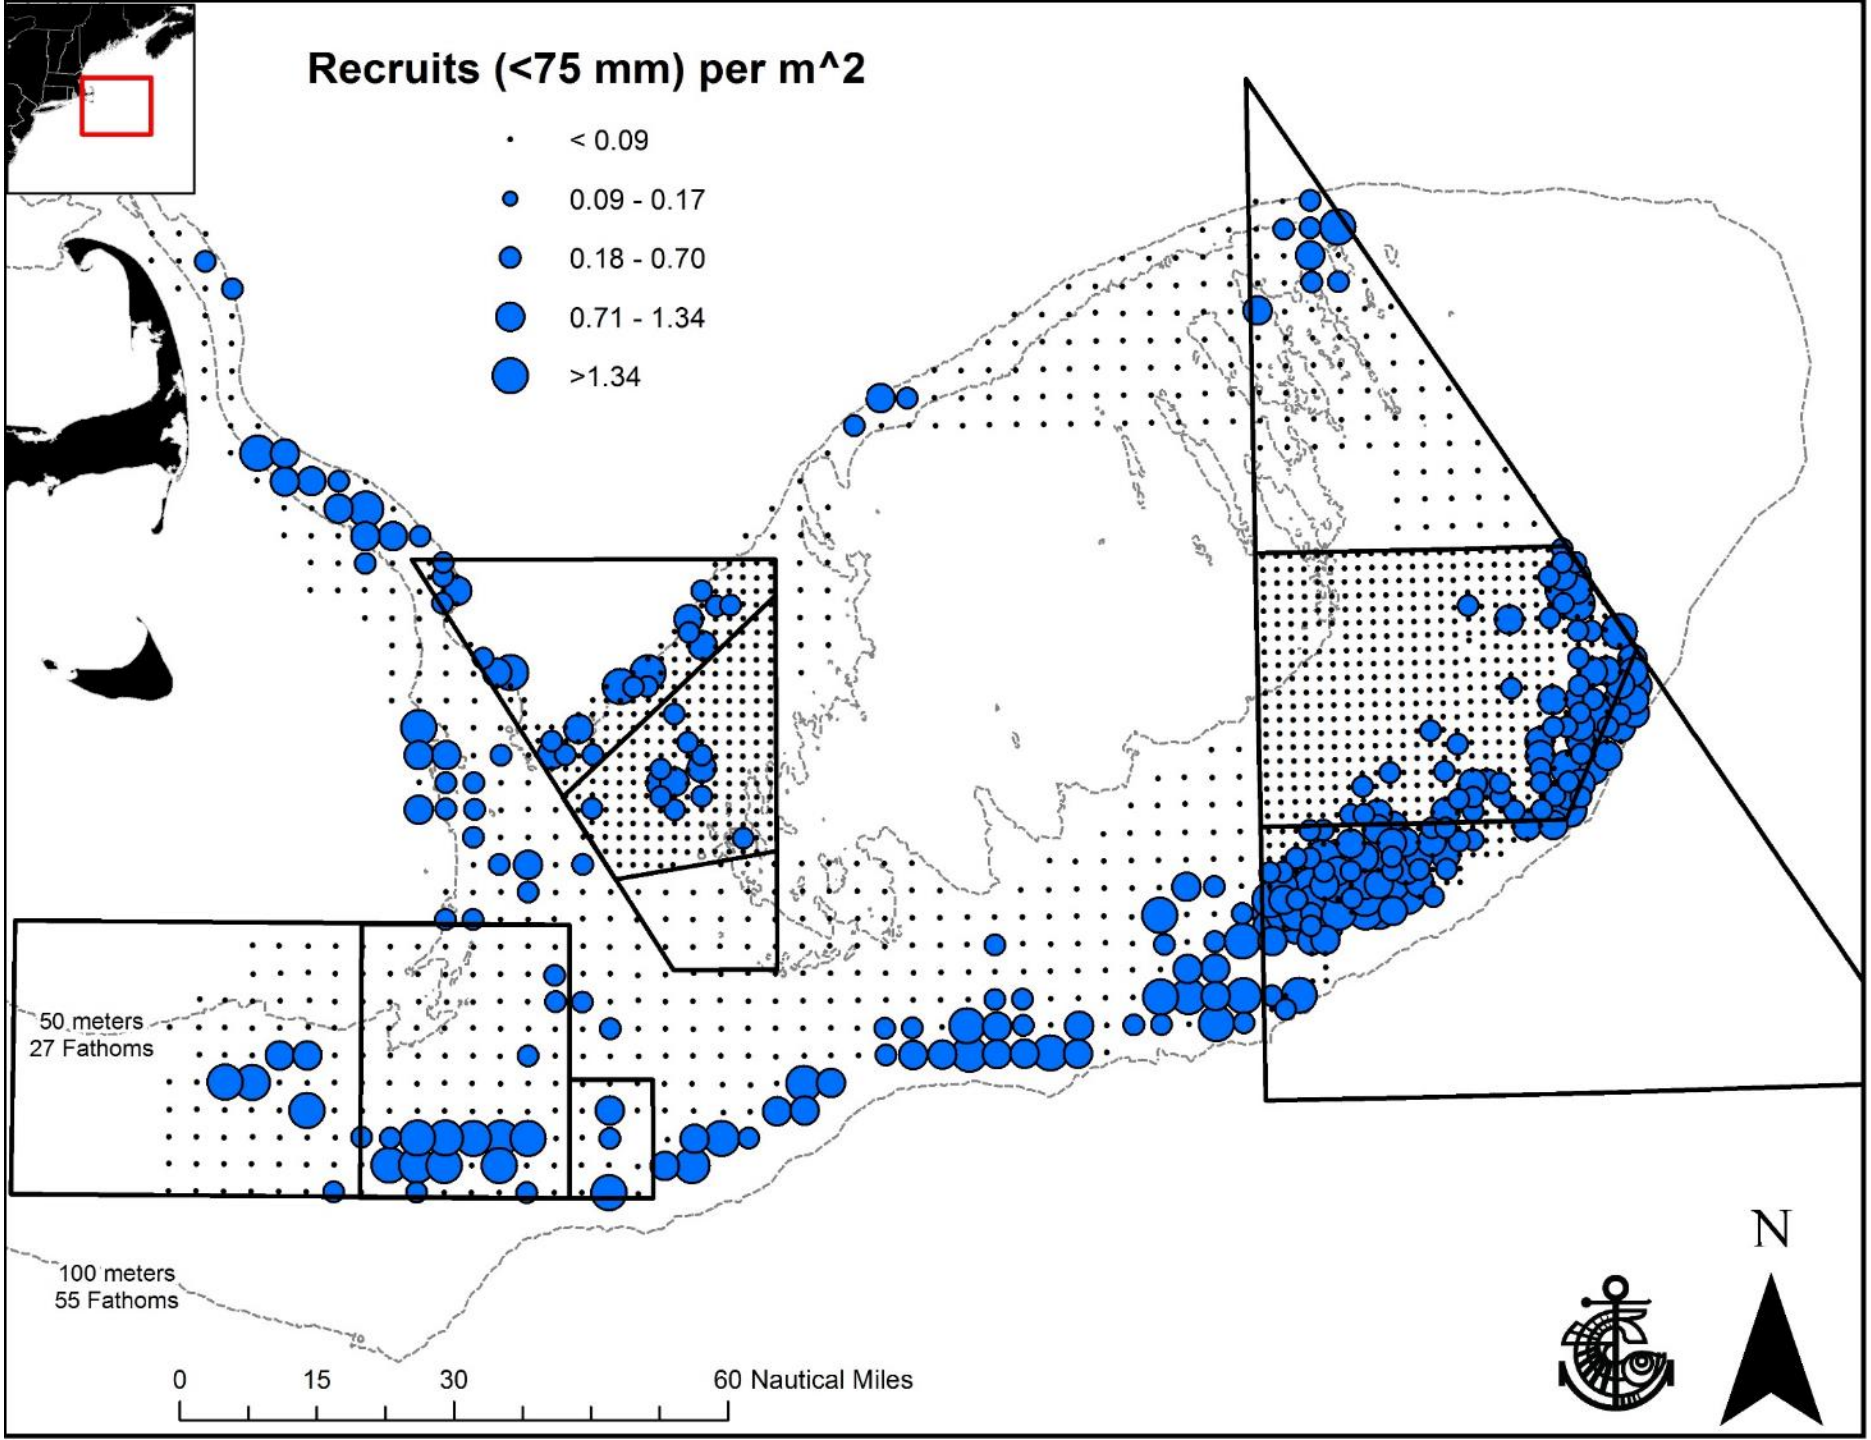 Recruits (<75 mm) per m^2
< 0.09
0.09 - 0.17
0.18 - 0.70
0.71 - 1.34
>1.34
50 meters
27 Fathoms
100 meters
55 Fathoms
N
0 15 30 60 Nautical Miles